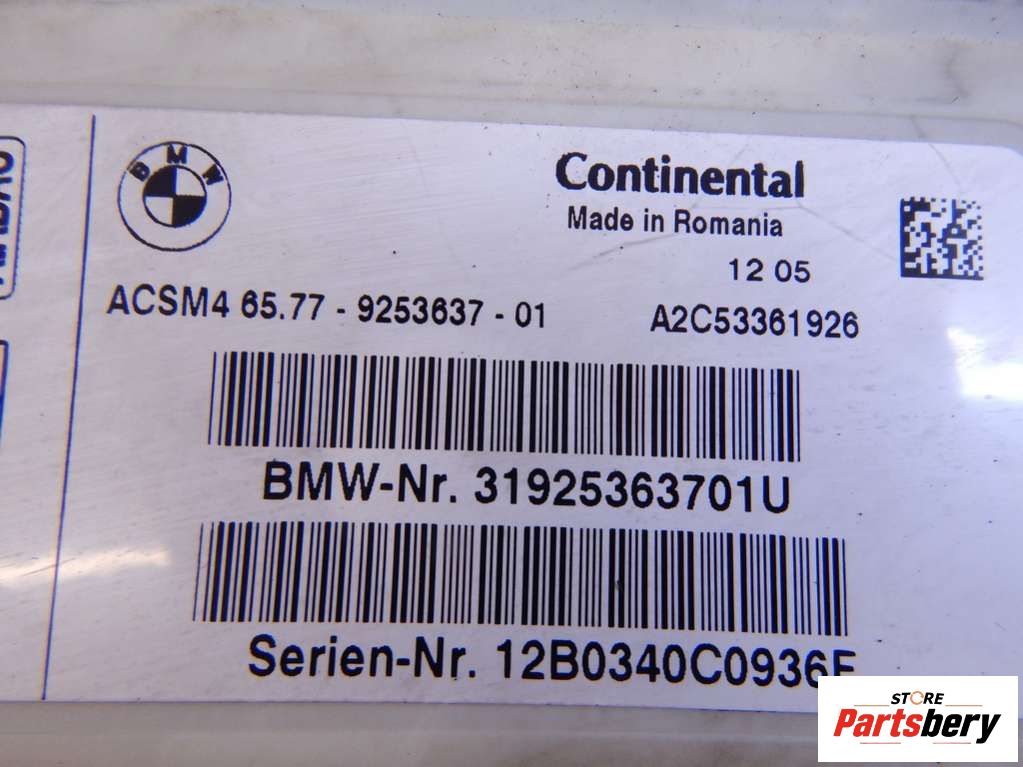 BMW
Continental
Made in Romania
12 05
ACSM4 65.77 - 9253637 - 01 A2C53361926
BMW-Nr. 31925363701U
Serien-Nr. 12B0340C0936
STORE
Partsbery